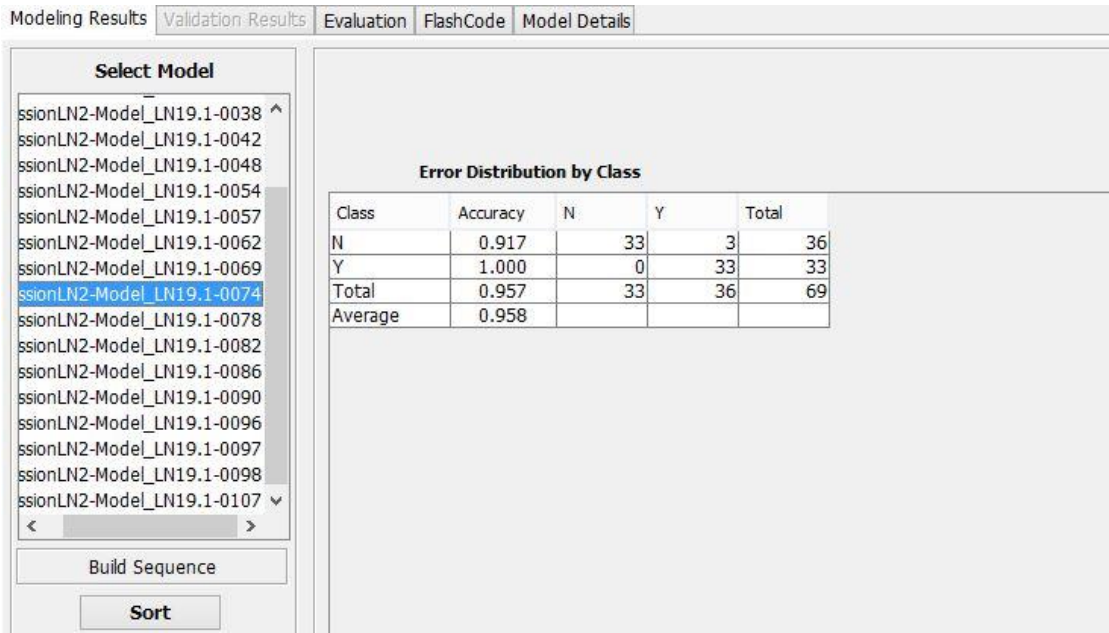 Modeling Results Validation Results Evaluation FlashCode Model Details
Select Model
ssionLN2-Model_LN19.1-0038
ssionLN2-Model_LN19.1-0042
ssionLN2-Model_LN19.1-0048
ssionLN2-Model_LN19.1-0054
ssionLN2-Model_LN19.1-0057
ssionLN2-Model_LN19.1-0062
ssionLN2-Model_LN19.1-0069
ssionLN2-Model_LN19.1-0074
ssionLN2-Model_LN19.1-0078
ssionLN2-Model_LN19.1-0082
ssionLN2-Model_LN19.1-0086
ssionLN2-Model_LN19.1-0090
ssionLN2-Model_LN19.1-0096
ssionLN2-Model_LN19.1-0097
ssionLN2-Model_LN19.1-0098
ssionLN2-Model_LN19.1-0107
Build Sequence
Sort
Error Distribution by Class
Class Accuracy N Y Total
N 0.917 33 3 36
Y 1.000 0 33 33
Total 0.957 33 36 69
Average 0.958